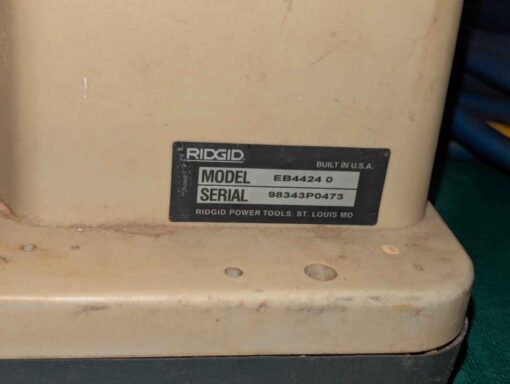 RIDGID
BUILT IN U.S.A.
MODEL EB4424 0
SERIAL 98343P0473
RIDGID POWER TOOLS, ST. LOUIS MO